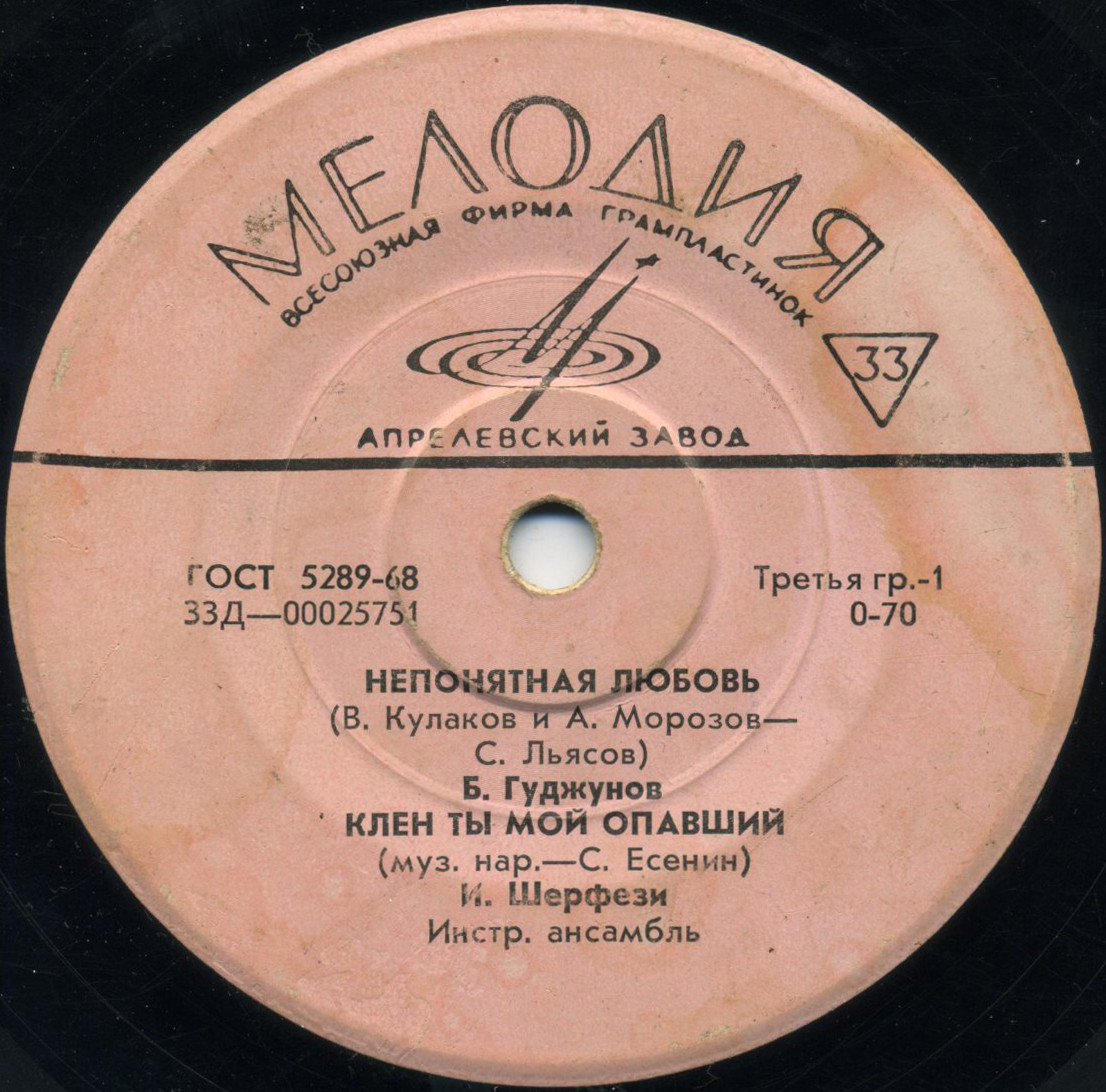 МЕЛОДИЯ
ВСЕСОЮЗНАЯ ФИРМА ГРАМПЛАСТИНОК
33
АПРЕЛЕВСКИЙ ЗАВОД
ГОСТ 5289-68
33Д—00025751
Третья гр.-1
0-70
НЕПОНЯТНАЯ ЛЮБОВЬ
(В. Кулаков и А. Морозов—
С. Льясов)
Б. Гуджунов
КЛЕН ТЫ МОЙ ОПАВШИЙ
(муз. нар.—С. Есенин)
И. Шерфези
Инстр. ансамбль